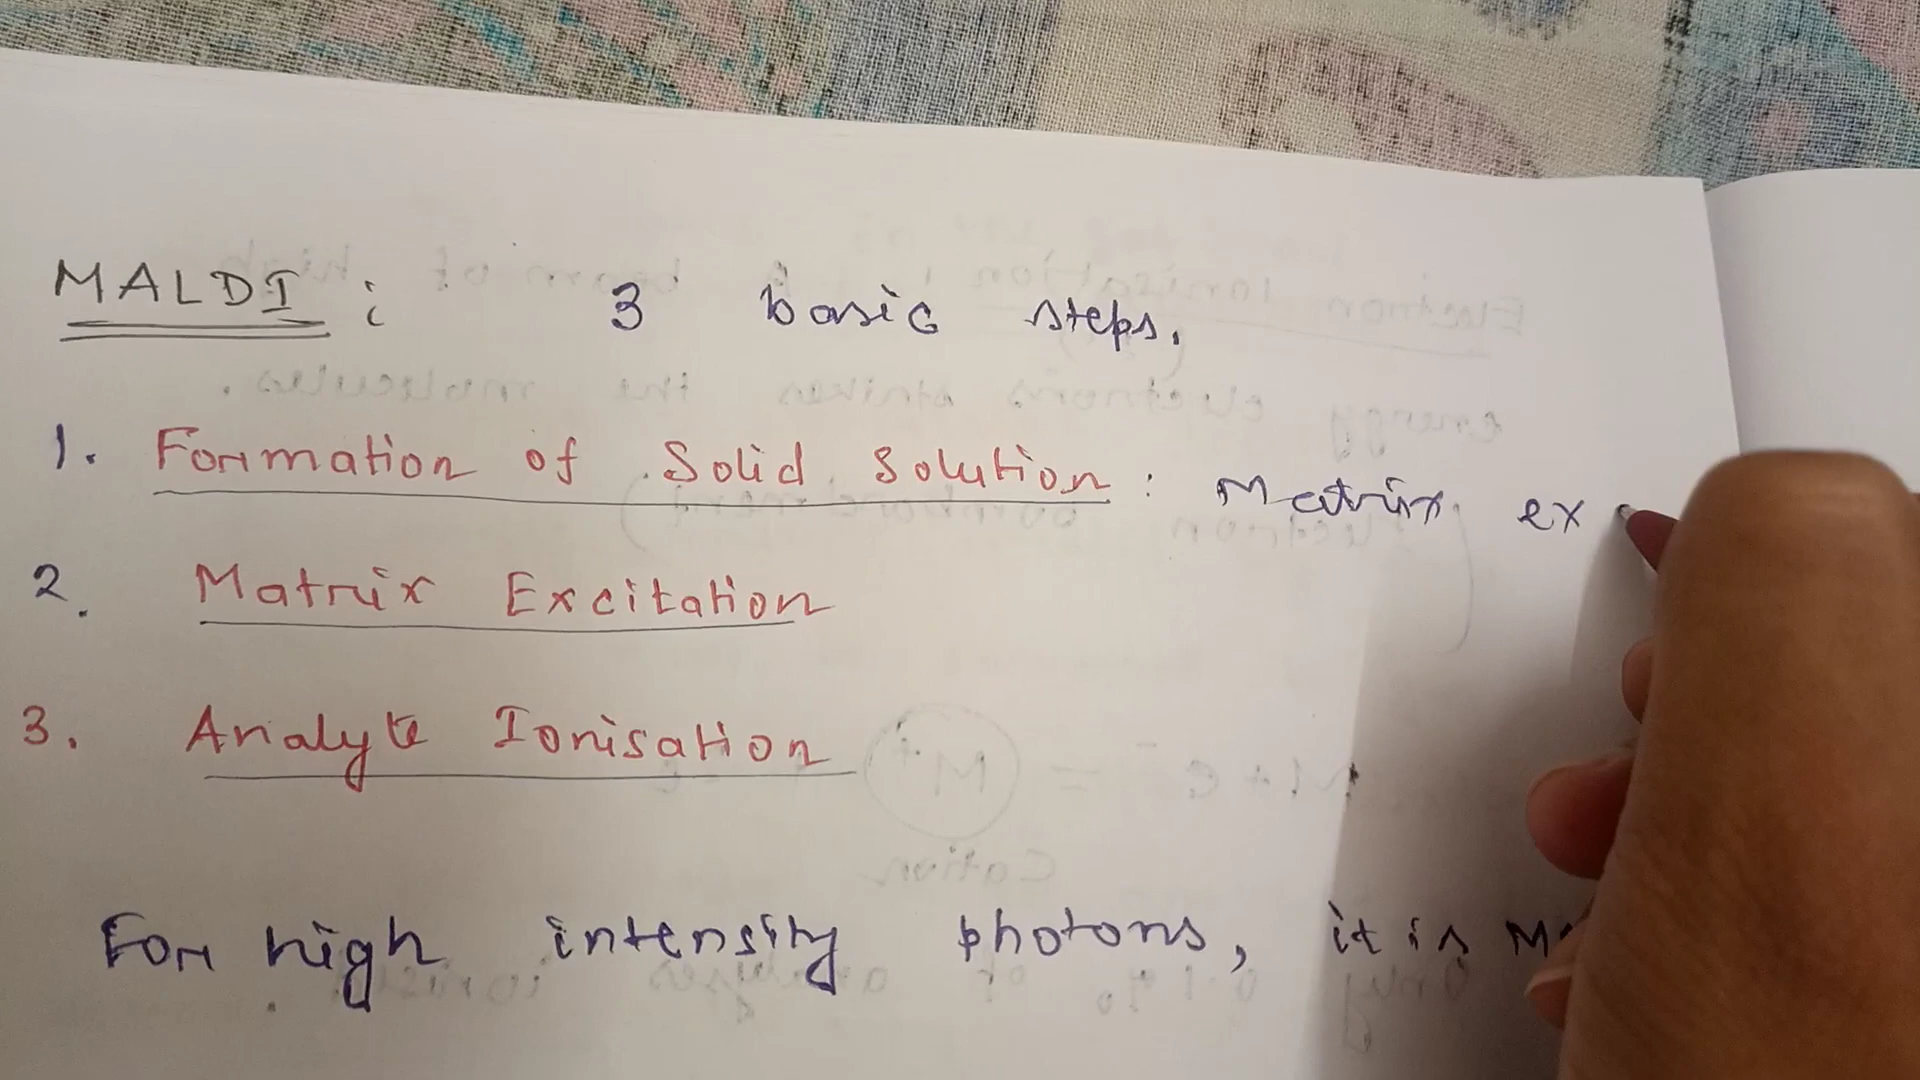 MALDI : 3 basic steps.
1. Formation of Solid Solution : Matrix ex
2. Matrix Excitation
3. Analyte Ionisation
For high intensity photons, it is